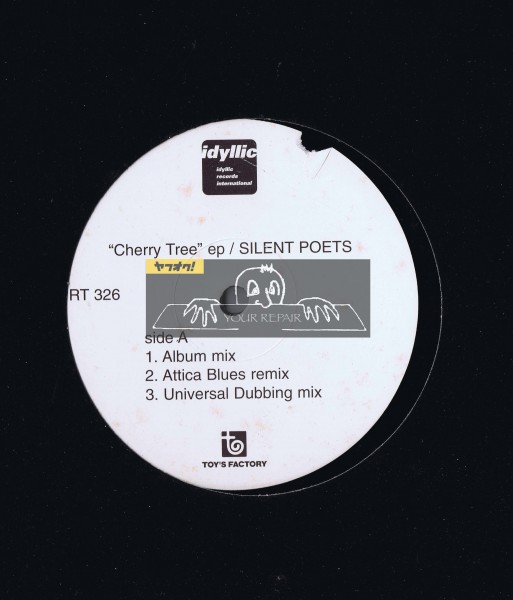 idyllic
idyllic
records
international
"Cherry Tree" ep / SILENT POETS
ヤフオク!
RT 326
YOUR REPAIR
side A
1. Album mix
2. Attica Blues remix
3. Universal Dubbing mix
TOY'S FACTORY